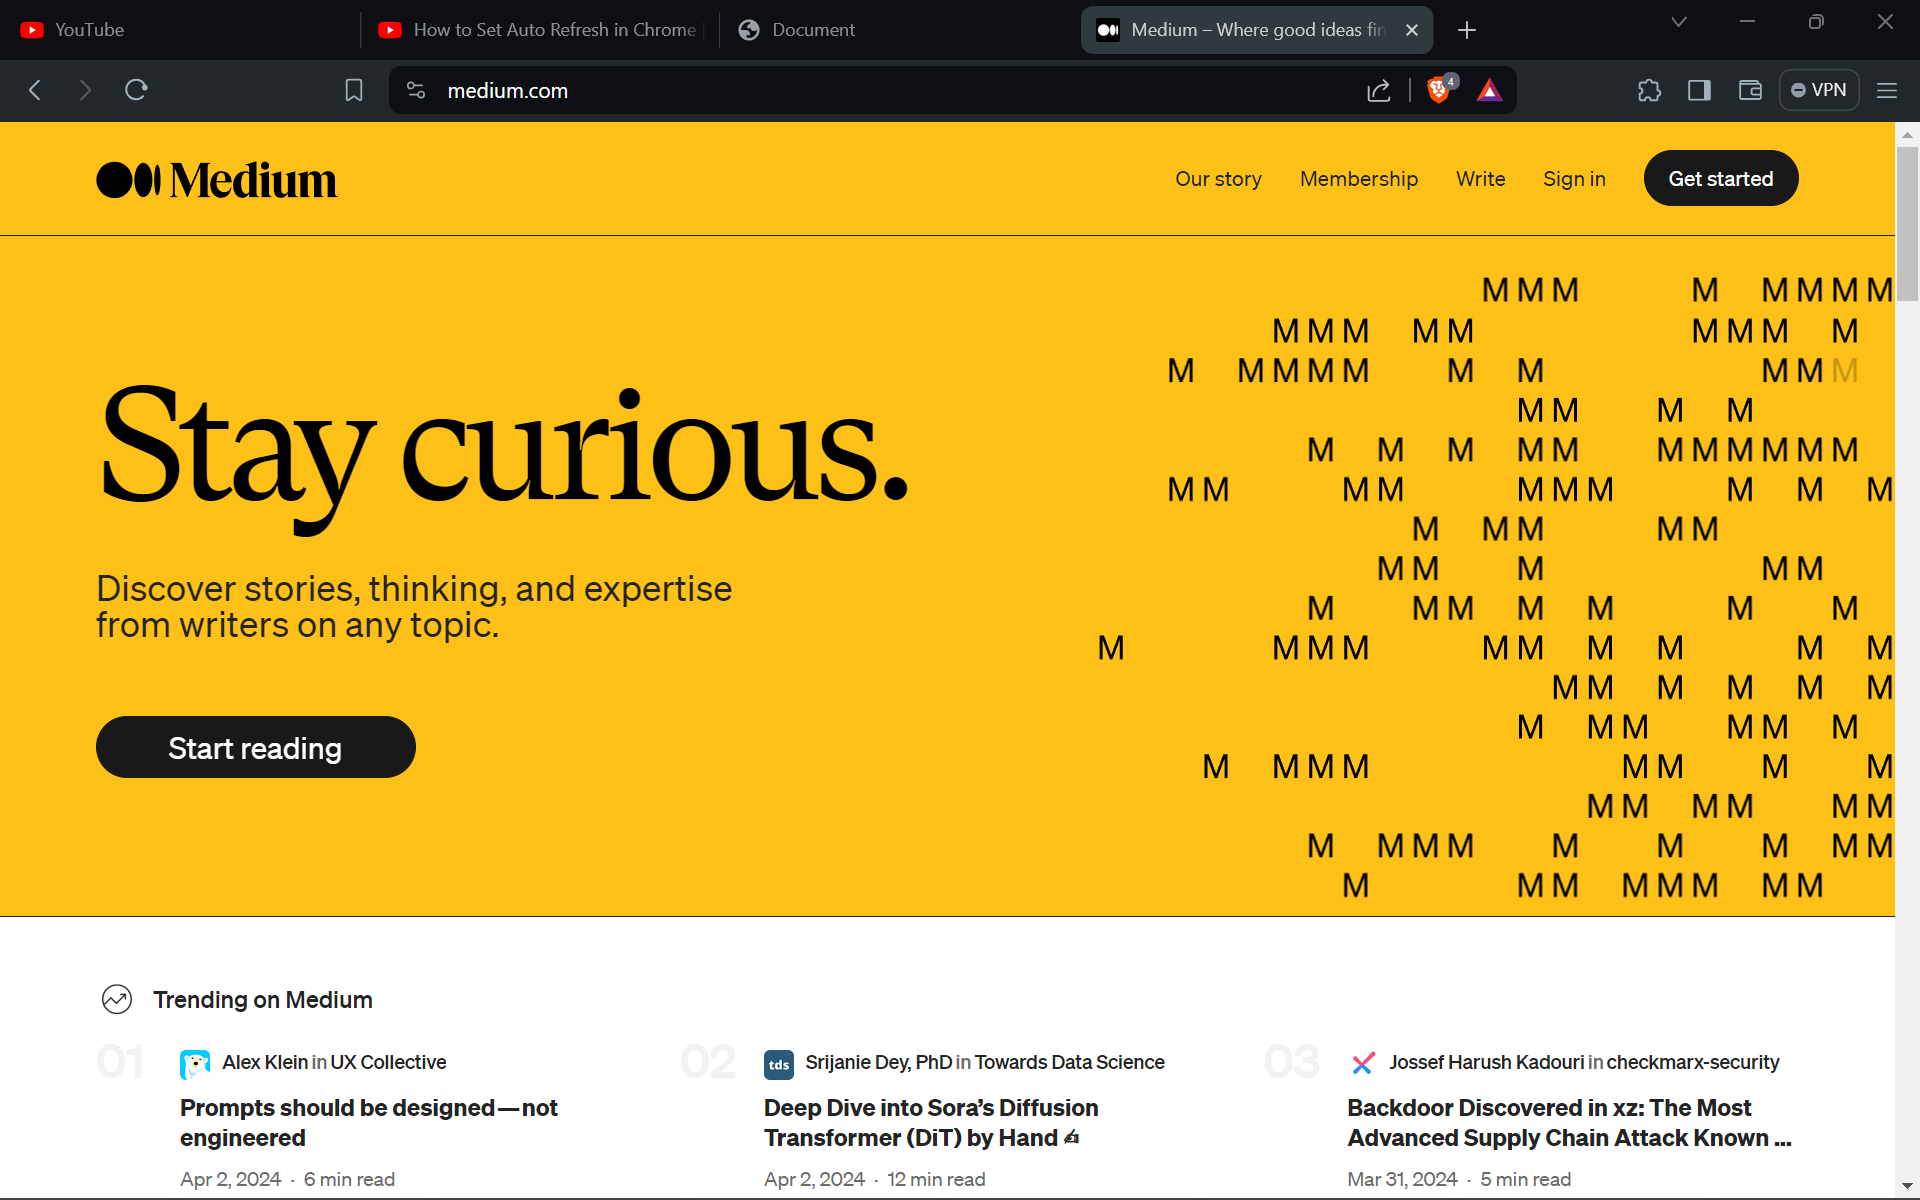 YouTube
How to Set Auto Refresh in Chrome
Document
Medium – Where good ideas fin
medium.com
4
VPN
Medium
Our story
Membership
Write
Sign in
Get started
M M M M M M M M
M M M M M M M M M
M M M M M M M M M M
M M M M
M M M M M M M M M M M
M M M M M M M M M M
M M M M M
M M M M M
M M M M M M M
M M M M M M M M M M
M M M M M M
M M M M M M
M M M M M M M M
M M M M M M
M M M M M M M M M
M M M M M M M M
Stay curious.
Discover stories, thinking, and expertise
from writers on any topic.
Start reading
Trending on Medium
01
Alex Klein in UX Collective
Prompts should be designed — not
engineered
Apr 2, 2024 · 6 min read
02
tds
Srijanie Dey, PhD in Towards Data Science
Deep Dive into Sora’s Diffusion
Transformer (DiT) by Hand ✍
Apr 2, 2024 · 12 min read
03
Jossef Harush Kadouri in checkmarx-security
Backdoor Discovered in xz: The Most
Advanced Supply Chain Attack Known ...
Mar 31, 2024 · 5 min read